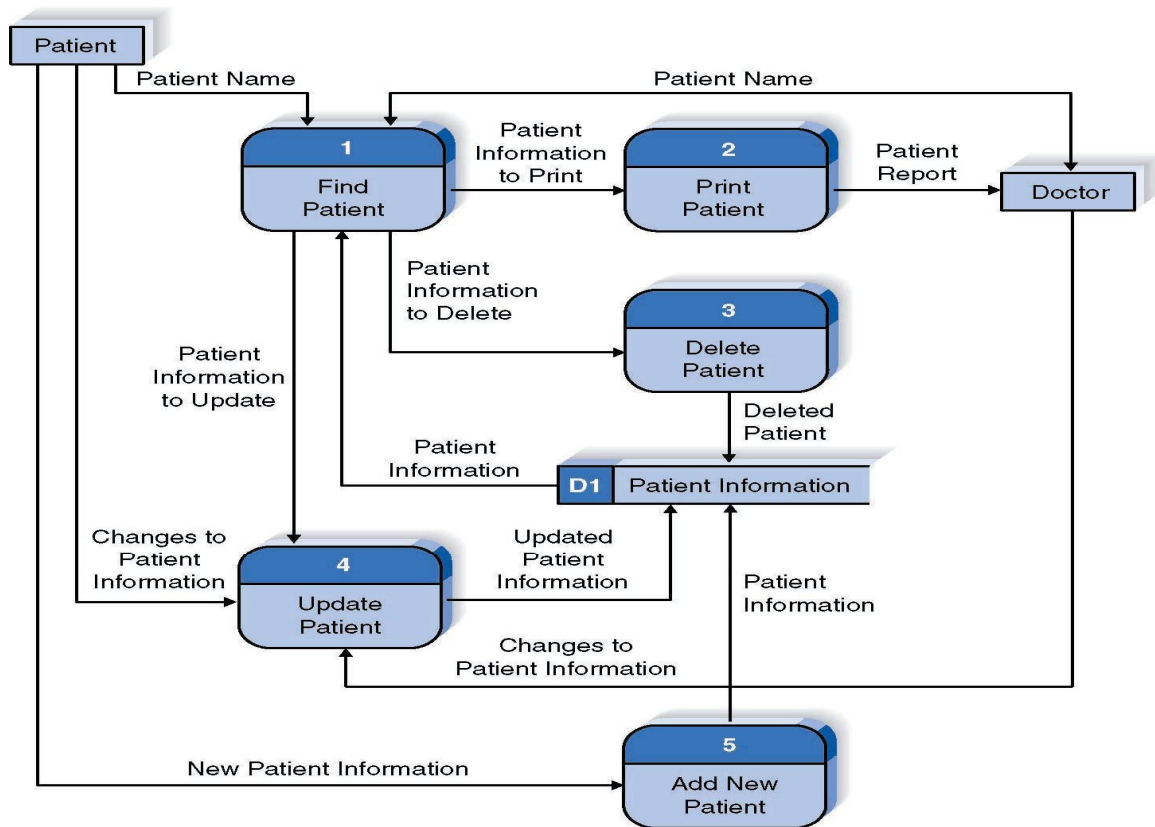 Patient
Patient Name
Patient Name
1
Find
Patient
Patient
Information
to Print
2
Print
Patient
Patient
Report
Doctor
Patient
Information
to Delete
3
Delete
Patient
Patient
Information
to Update
Deleted
Patient
Patient
Information
D1 Patient Information
Changes to
Patient
Information
4
Update
Patient
Updated
Patient
Information
Patient
Information
Changes to
Patient Information
New Patient Information
5
Add New
Patient